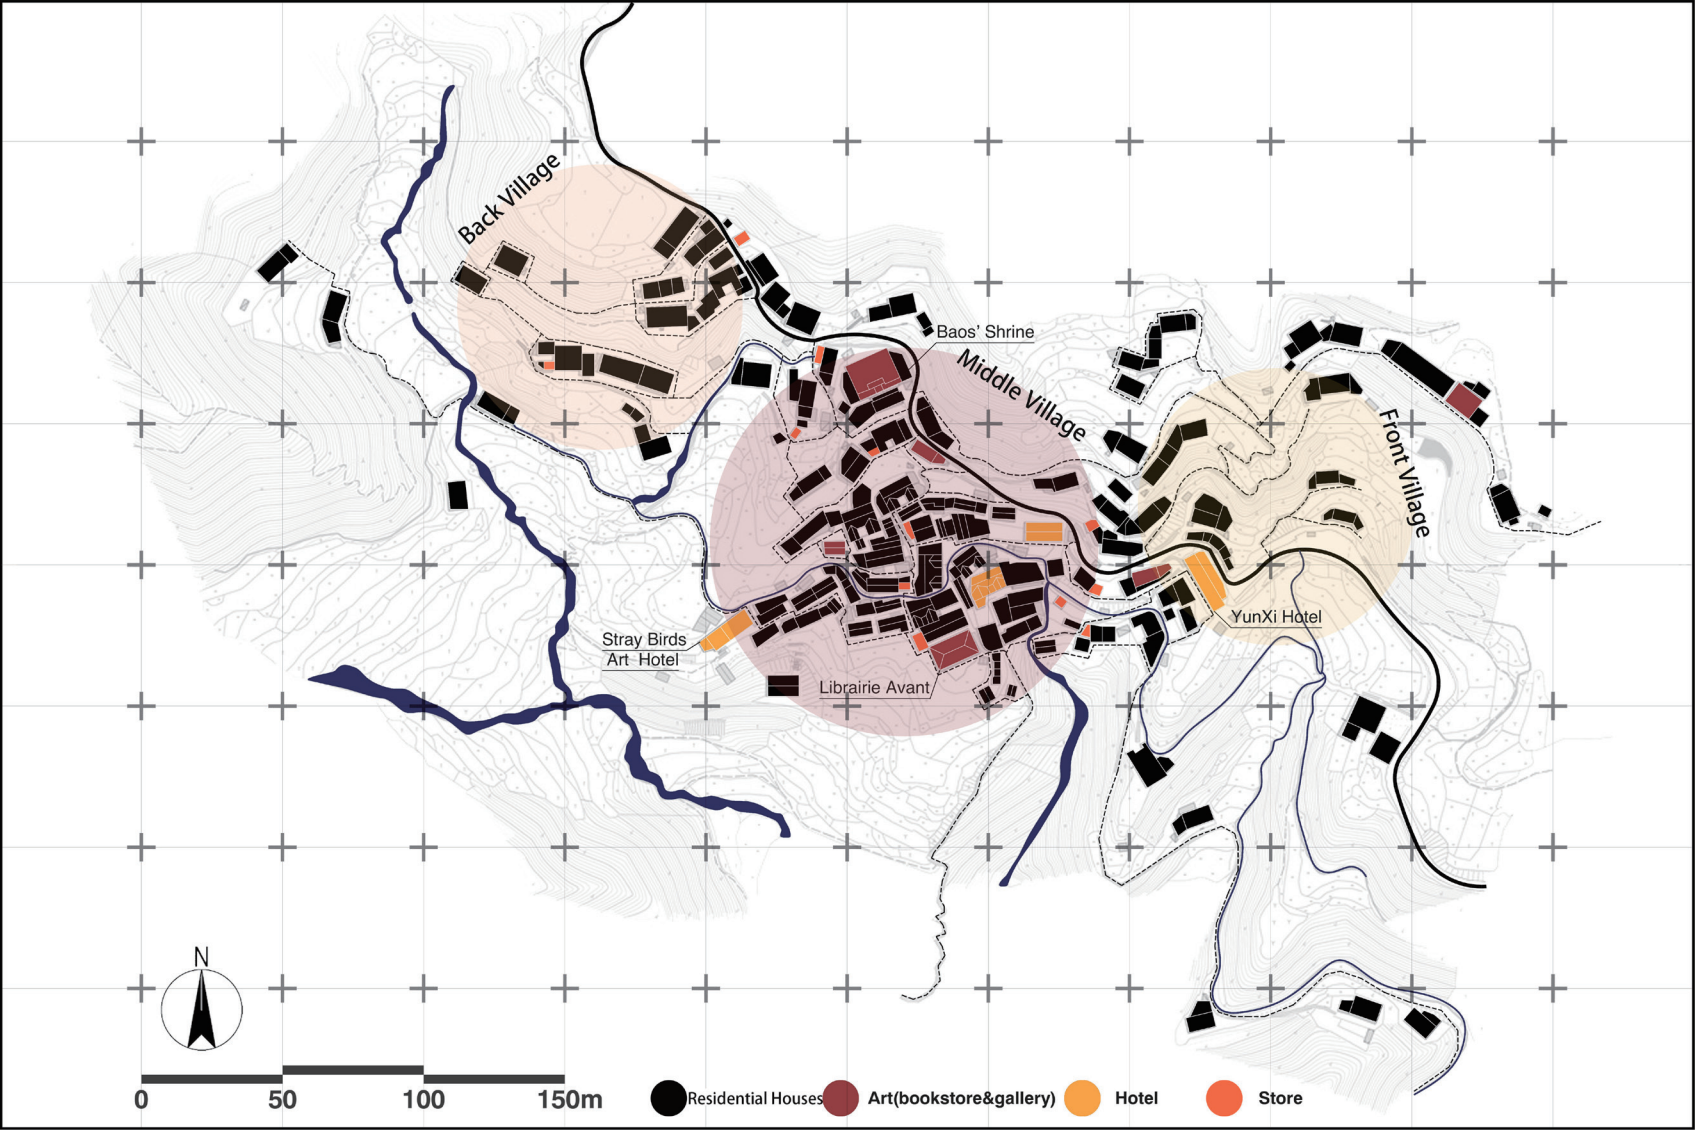 Back Village
Baos' Shrine
Middle Village
Front Village
YunXi Hotel
Stray Birds
Art Hotel
Librairie Avant
N
0 50 100 150m
Residential Houses Art(bookstore&gallery) Hotel Store